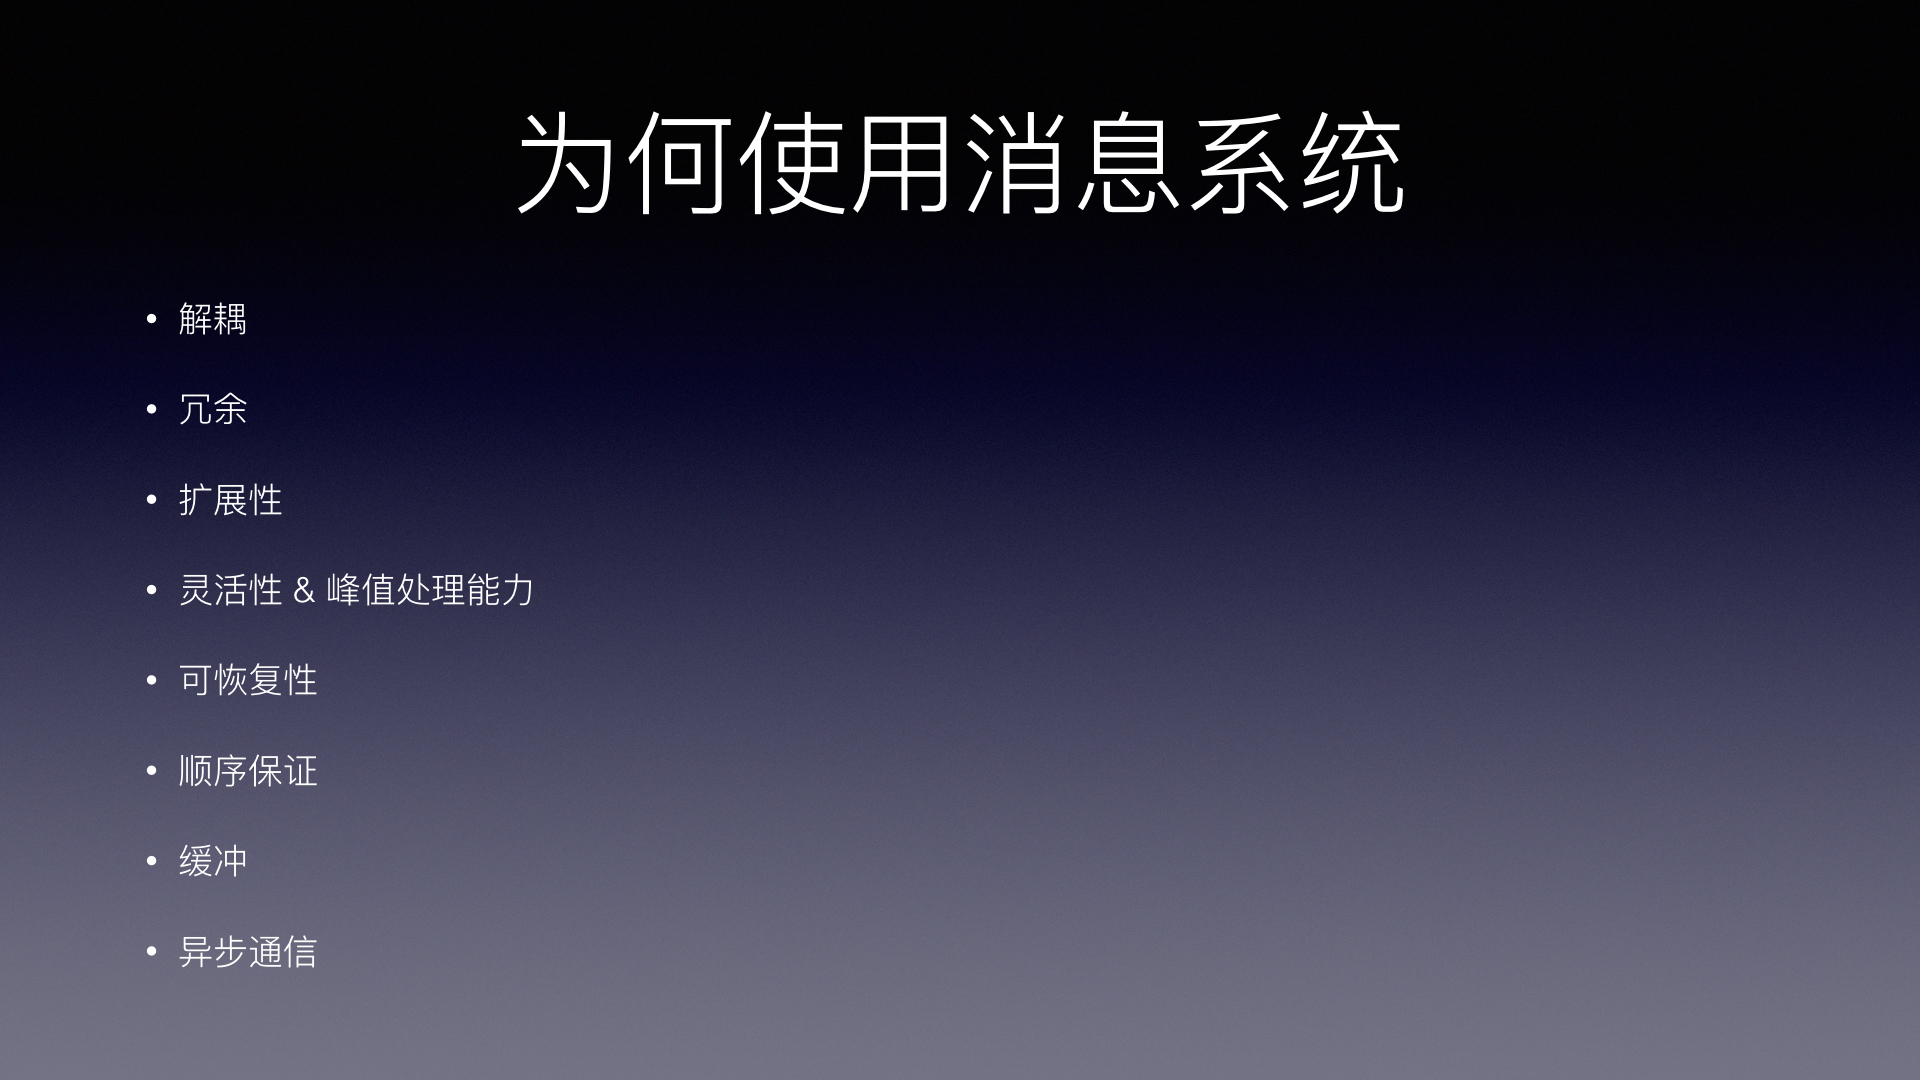 为何使用消息系统
• 解耦
• 冗余
• 扩展性
• 灵活性 & 峰值处理能力
• 可恢复性
• 顺序保证
• 缓冲
• 异步通信